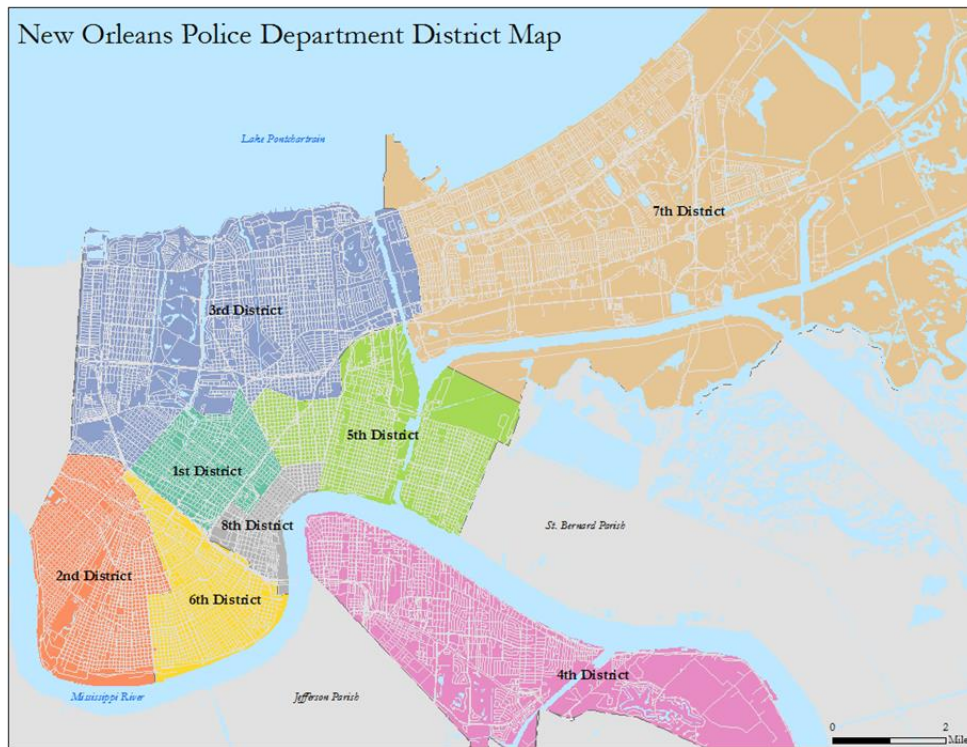 New Orleans Police Department District Map
Lake Pontchartrain
7th District
3rd District
5th District
1st District
8th District
St. Bernard Parish
2nd District
6th District
4th District
Mississippi River
Jefferson Parish
0 2
Mile